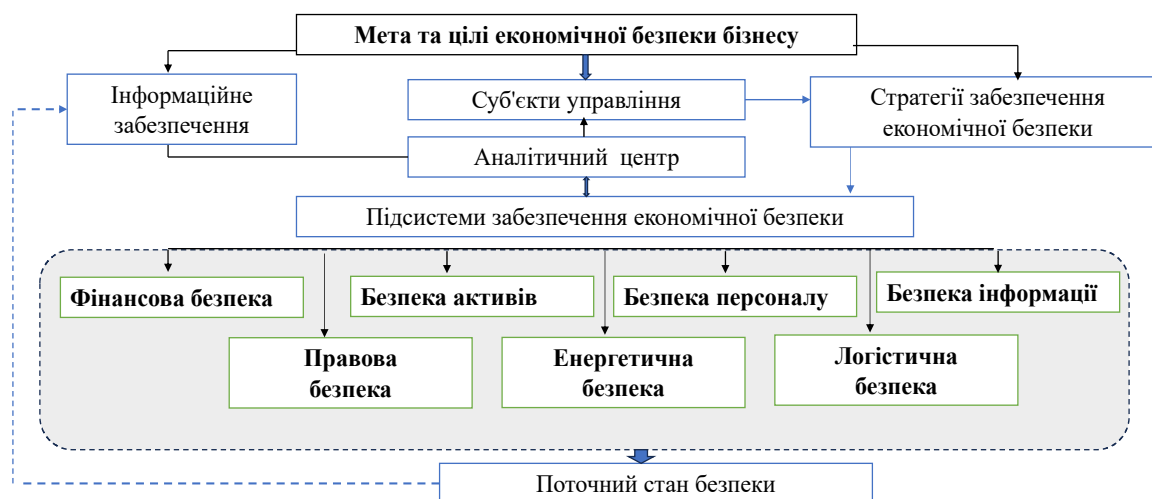 Мета та цілі економічної безпеки бізнесу
Інформаційне
забезпечення
Суб'єкти управління
Стратегії забезпечення
економічної безпеки
Аналітичний центр
Підсистеми забезпечення економічної безпеки
Фінансова безпека
Безпека активів
Безпека персоналу
Безпека інформації
Правова
безпека
Енергетична
безпека
Логістична
безпека
Поточний стан безпеки